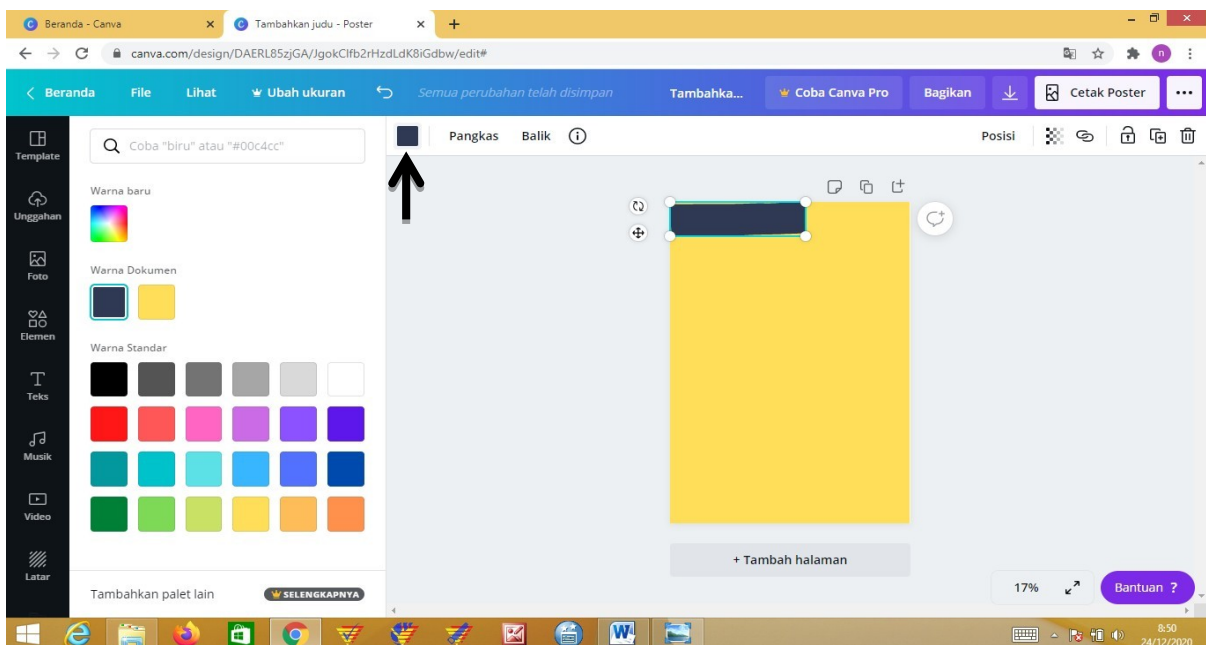 Beranda - Canva
Tambahkan judu - Poster
canva.com/design/DAERL85zjGA/JgokClfb2rHzdLdK8iGdbw/edit#
n
Beranda File Lihat Ubah ukuran Semua perubahan telah disimpan Tambahka... Coba Canva Pro Bagikan Cetak Poster
Template
Coba "biru" atau "#00c4cc"
Pangkas Balik
Posisi
Unggahan
Warna baru
Foto
Warna Dokumen
Elemen
Warna Standar
Teks
Musik
Video
Latar
Tambahkan palet lain SELENGKAPNYA
+ Tambah halaman
17%
Bantuan ?
8:50
24/12/2020